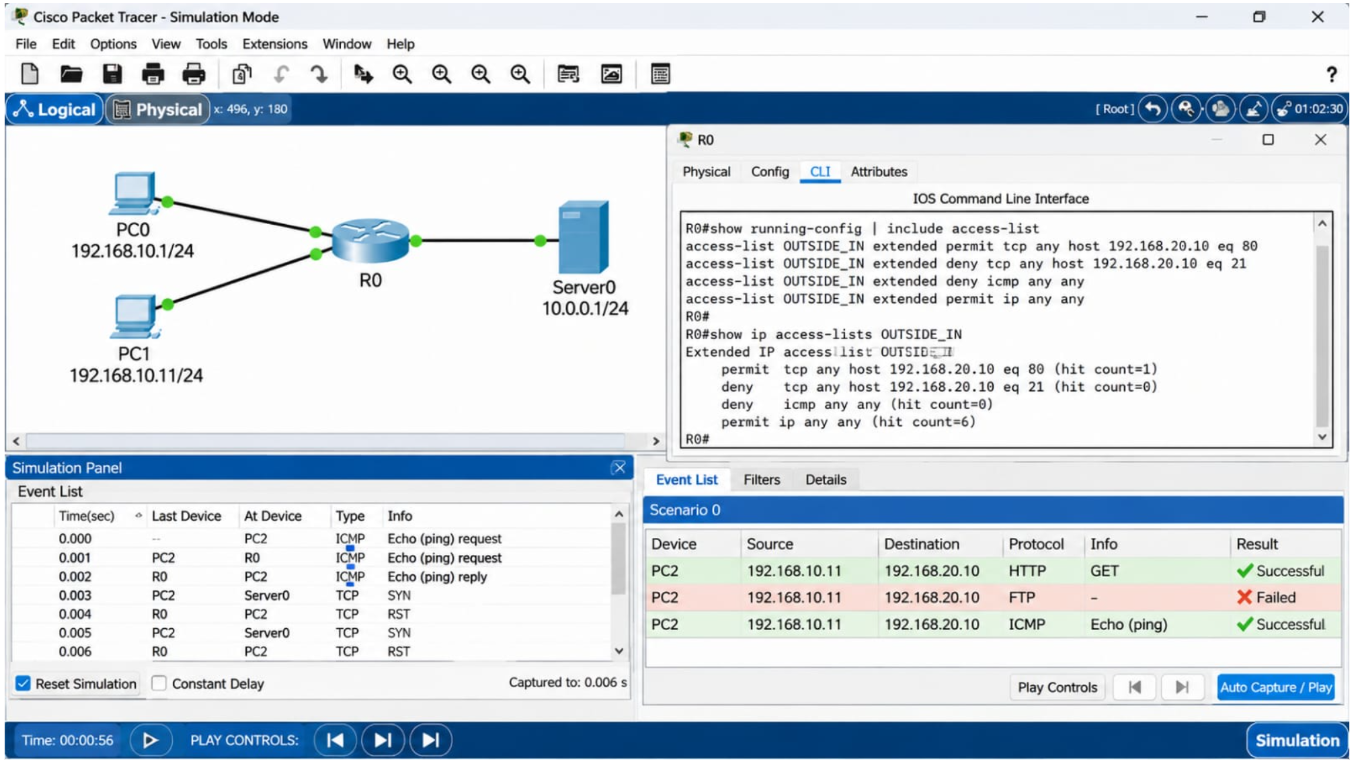 Cisco Packet Tracer - Simulation Mode
File Edit Options View Tools Extensions Window Help
?
Logical Physical x: 496, y: 180
[Root] 01:02:30
PC0
192.168.10.1/24
PC1
192.168.10.11/24
R0
Server0
10.0.0.1/24
R0
Physical Config CLI Attributes
IOS Command Line Interface
R0#show running-config | include access-list
access-list OUTSIDE_IN extended permit tcp any host 192.168.20.10 eq 80
access-list OUTSIDE_IN extended deny tcp any host 192.168.20.10 eq 21
access-list OUTSIDE_IN extended deny icmp any any
access-list OUTSIDE_IN extended permit ip any any
R0#
R0#show ip access-lists OUTSIDE_IN
Extended IP access list
permit tcp any host 192.168.20.10 eq 80 (hit count=1)
deny tcp any host 192.168.20.10 eq 21 (hit count=0)
deny icmp any any (hit count=0)
permit ip any any (hit count=6)
R0#
Simulation Panel
Event List
Time(sec) Last Device At Device Type Info
0.000 -- PC2 ICMP Echo (ping) request
0.001 PC2 R0 ICMP Echo (ping) request
0.002 R0 PC2 ICMP Echo (ping) reply
0.003 PC2 Server0 TCP SYN
0.004 R0 PC2 TCP RST
0.005 PC2 Server0 TCP SYN
0.006 R0 PC2 TCP RST
Reset Simulation Constant Delay Captured to: 0.006 s
Event List Filters Details
Scenario 0
Device Source Destination Protocol Info Result
PC2 192.168.10.11 192.168.20.10 HTTP GET Successful
PC2 192.168.10.11 192.168.20.10 FTP – Failed
PC2 192.168.10.11 192.168.20.10 ICMP Echo (ping) Successful
Play Controls Auto Capture / Play
Time: 00:00:56 PLAY CONTROLS: Simulation